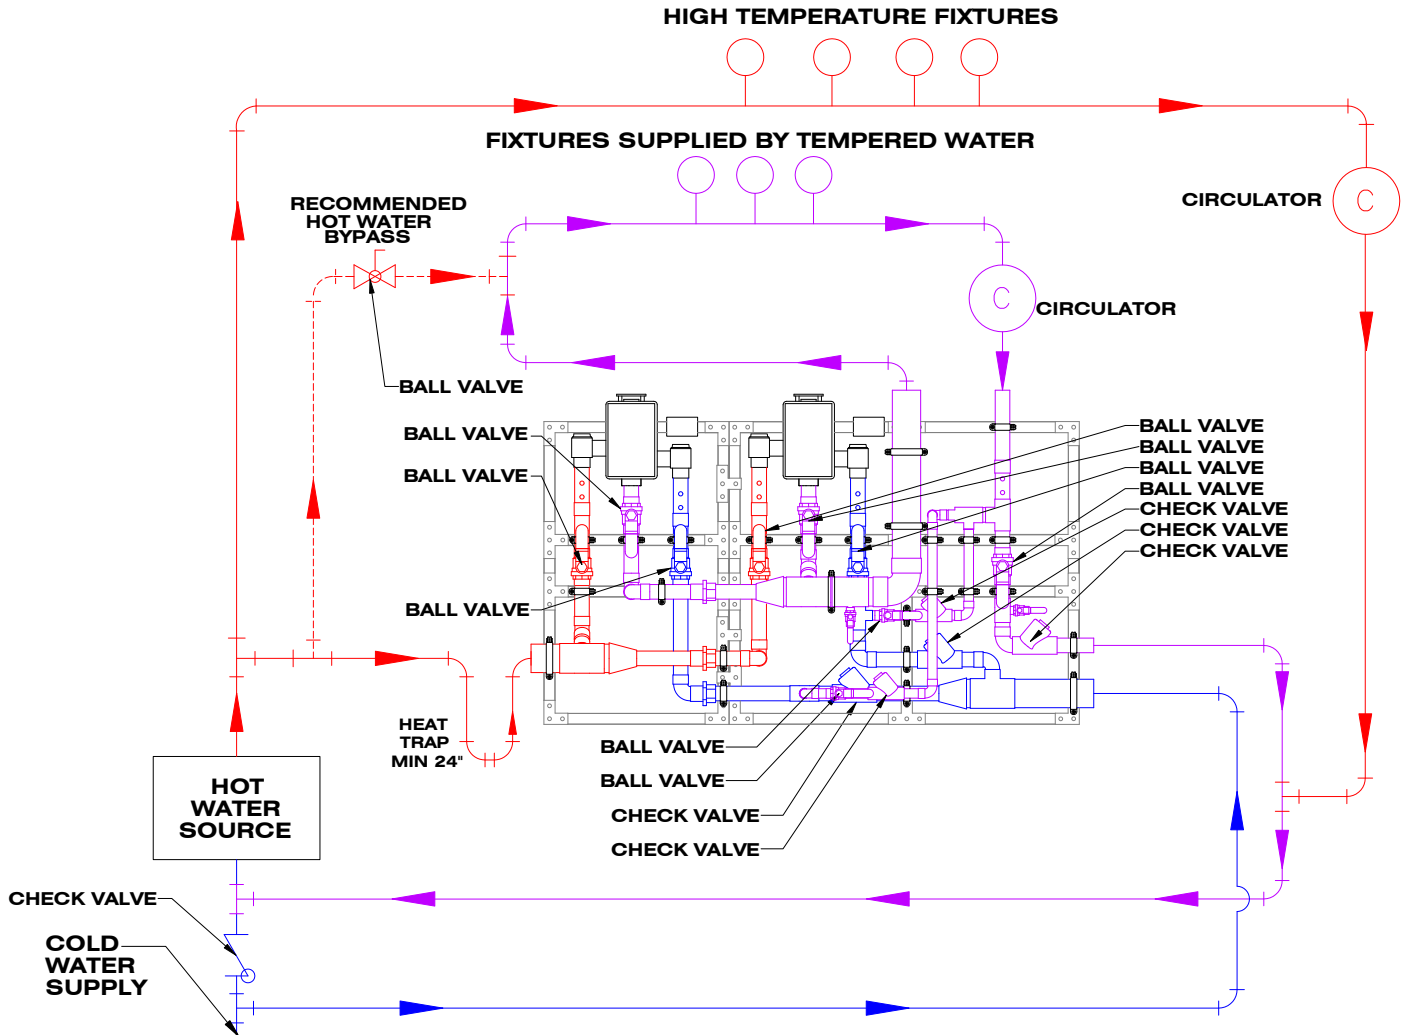 HIGH TEMPERATURE FIXTURES
FIXTURES SUPPLIED BY TEMPERED WATER
RECOMMENDED
HOT WATER
BYPASS
CIRCULATOR
C
C
CIRCULATOR
BALL VALVE
BALL VALVE
BALL VALVE
BALL VALVE
BALL VALVE
BALL VALVE
BALL VALVE
BALL VALVE
CHECK VALVE
CHECK VALVE
CHECK VALVE
HEAT
TRAP
MIN 24"
BALL VALVE
BALL VALVE
CHECK VALVE
CHECK VALVE
HOT
WATER
SOURCE
CHECK VALVE
COLD
WATER
SUPPLY